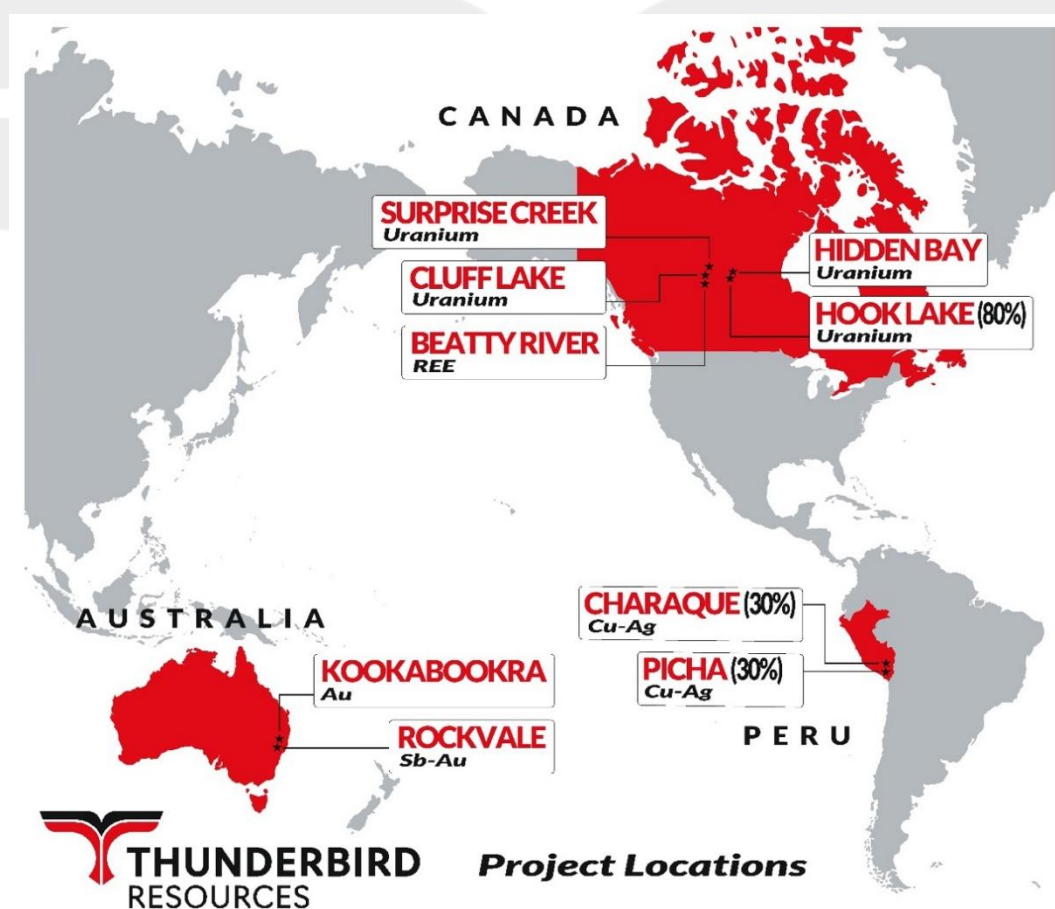 CANADA
SURPRISE CREEK
Uranium
CLUFF LAKE
Uranium
BEATTY RIVER
REE
HIDDEN BAY
Uranium
HOOK LAKE (80%)
Uranium
AUSTRALIA
KOOKABOOKRA
Au
ROCKVALE
Sb-Au
CHARAQUE (30%)
Cu-Ag
PICHA (30%)
Cu-Ag
PERU
THUNDERBIRD
RESOURCES
Project Locations